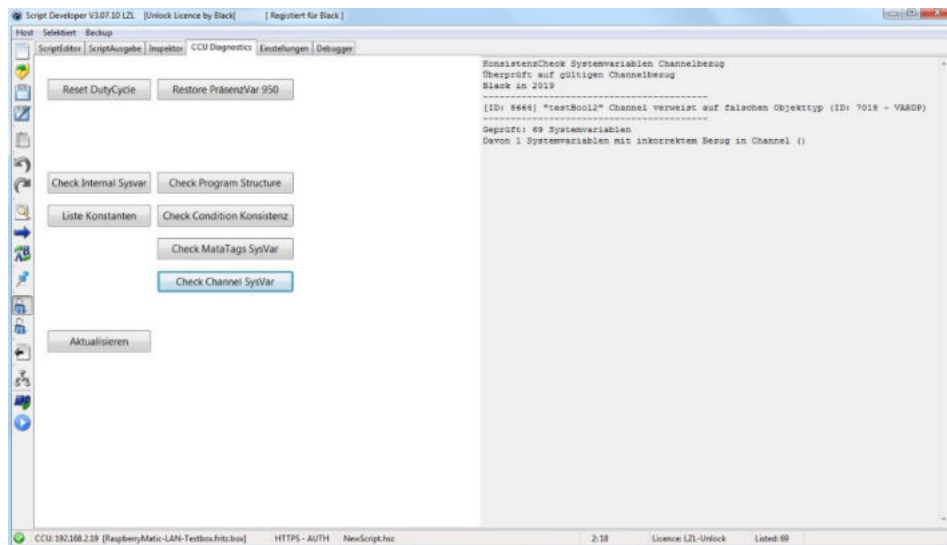 Script Developer V3.07.10 LZL [Unlock Licence by Black] [ Registiert für Black ]
Host Selektiert Backup
ScriptEditor ScriptAusgabe Inspektor CCU Diagnostics Einstellungen Debugger
Reset DutyCycle Restore PräsenzVar 950
Check Internal Sysvar Check Program Structure
Liste Konstanten Check Condition Konsistenz
Check MataTags SysVar
Check Channel SysVar
Aktualisieren
KonsistenzCheck Systemvariablen Channelbezug
Überprüft auf gültigen Channelbezug
Black in 2019
----------------------------------------
[ID: 8664] "testBool2" Channel verweist auf falschen Objekttyp (ID: 7018 - VARDP)
----------------------------------------
Geprüft: 69 Systemvariablen
Davon 1 Systemvariablen mit inkorrektem Bezug in Channel ()
CCU: 192.168.2.19 [RaspberryMatic-LAN-Testbox.fritz.box] HTTPS - AUTH NewScript.hsc 2:18 Licence: LZL-Unlock Listed: 69